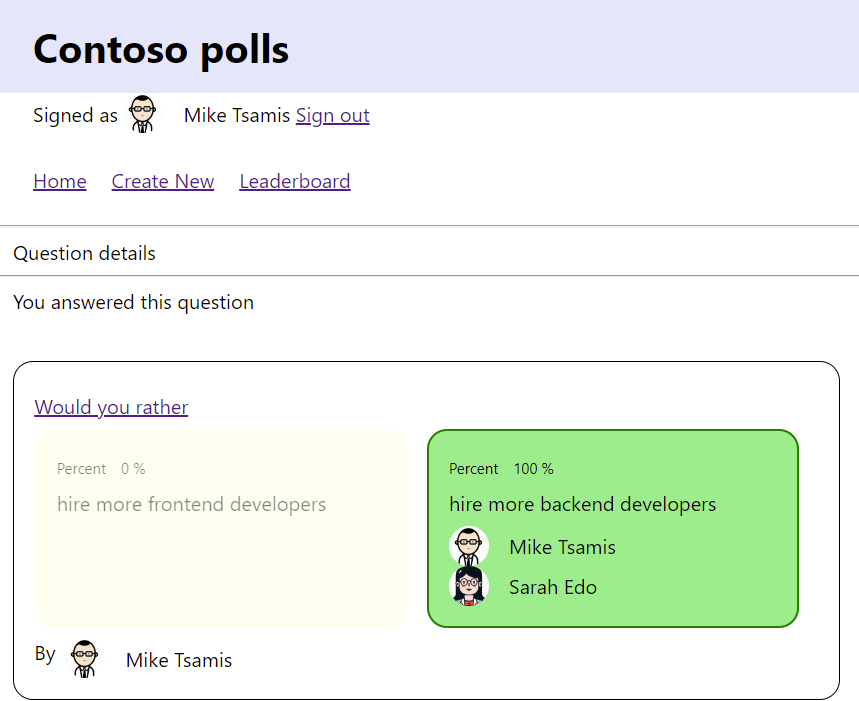 Contoso polls
Signed as Mike Tsamis Sign out
Home Create New Leaderboard
Question details
You answered this question
Would you rather
Percent 0 %
hire more frontend developers
Percent 100 %
hire more backend developers
Mike Tsamis
Sarah Edo
By Mike Tsamis